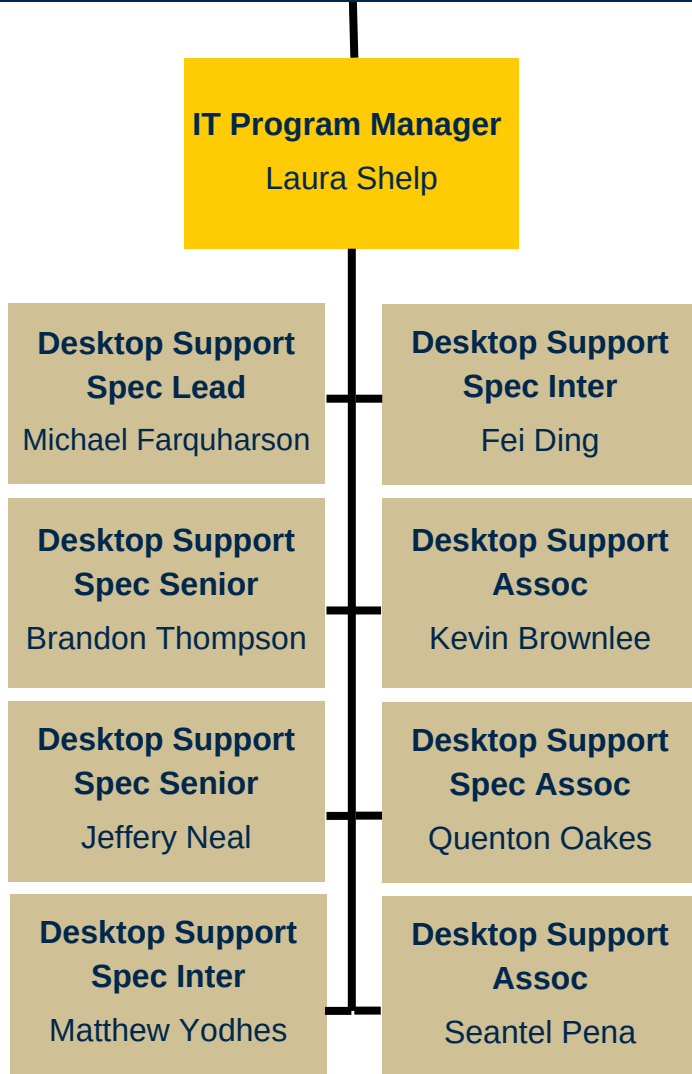 IT Program Manager
Laura Shelp
Desktop Support
Spec Lead
Michael Farquharson
Desktop Support
Spec Inter
Fei Ding
Desktop Support
Spec Senior
Brandon Thompson
Desktop Support
Assoc
Kevin Brownlee
Desktop Support
Spec Senior
Jeffery Neal
Desktop Support
Spec Assoc
Quenton Oakes
Desktop Support
Spec Inter
Matthew Yodhes
Desktop Support
Assoc
Seantel Pena